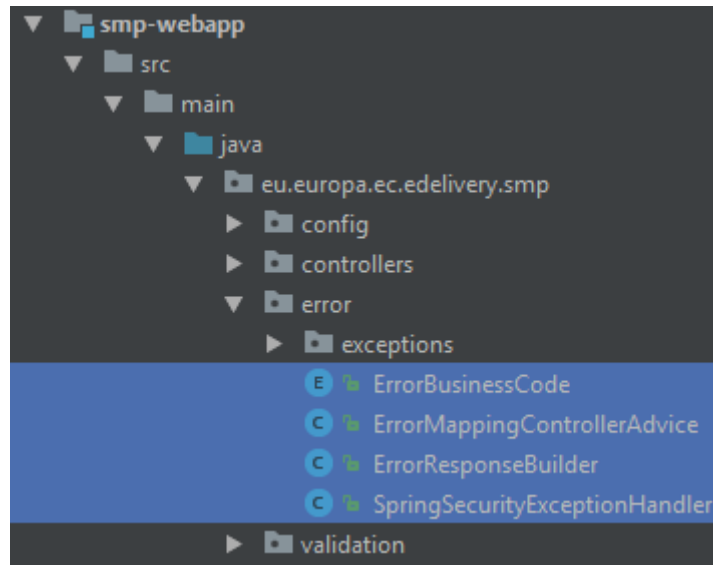 smp-webapp
src
main
java
eu.europa.ec.edelivery.smp
config
controllers
error
exceptions
E ErrorBusinessCode
C ErrorMappingControllerAdvice
C ErrorResponseBuilder
C SpringSecurityExceptionHandler
validation